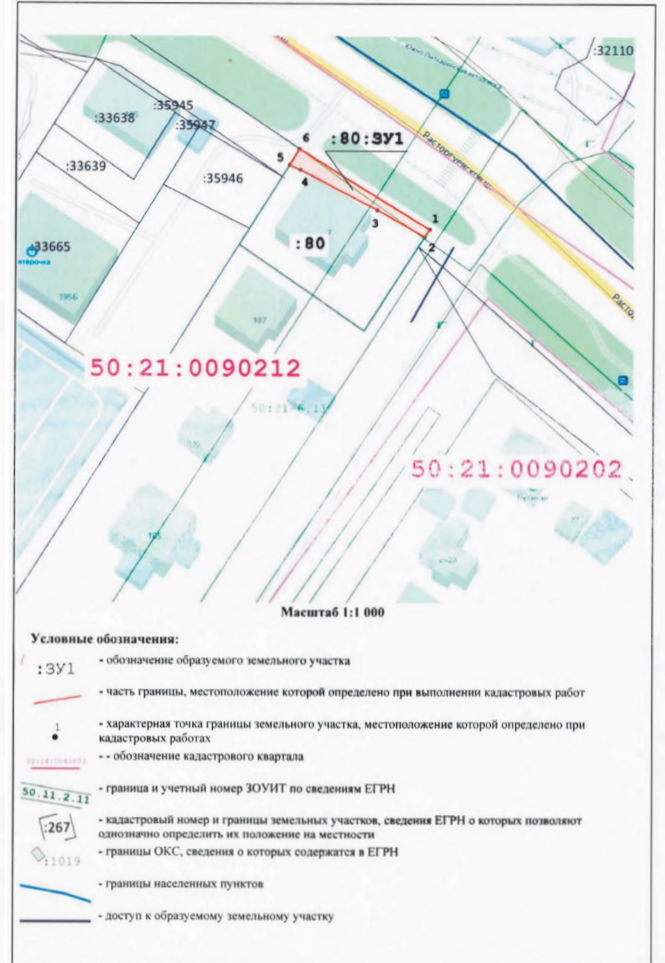 :32110
:35945
:33638
:35947
6
:80:ЗУ1
Расторгуевское ш.
5
:33639
4
:35946
3
1
:80
2
:33665
1956
107
50:21:0090212
50:21:0090202
Масштаб 1:1 000
Условные обозначения:
:ЗУ1 - обозначение образуемого земельного участка
- часть границы, местоположение которой определено при выполнении кадастровых работ
1 - характерная точка границы земельного участка, местоположение которой определено при
кадастровых работах
- - обозначение кадастрового квартала
50.11.2.11 - граница и учетный номер ЗОУИТ по сведениям ЕГРН
:267 - кадастровый номер и границы земельных участков, сведения ЕГРН о которых позволяют
однозначно определить их положение на местности
:1019 - границы ОКС, сведения о которых содержатся в ЕГРН
- границы населенных пунктов
- доступ к образуемому земельному участку